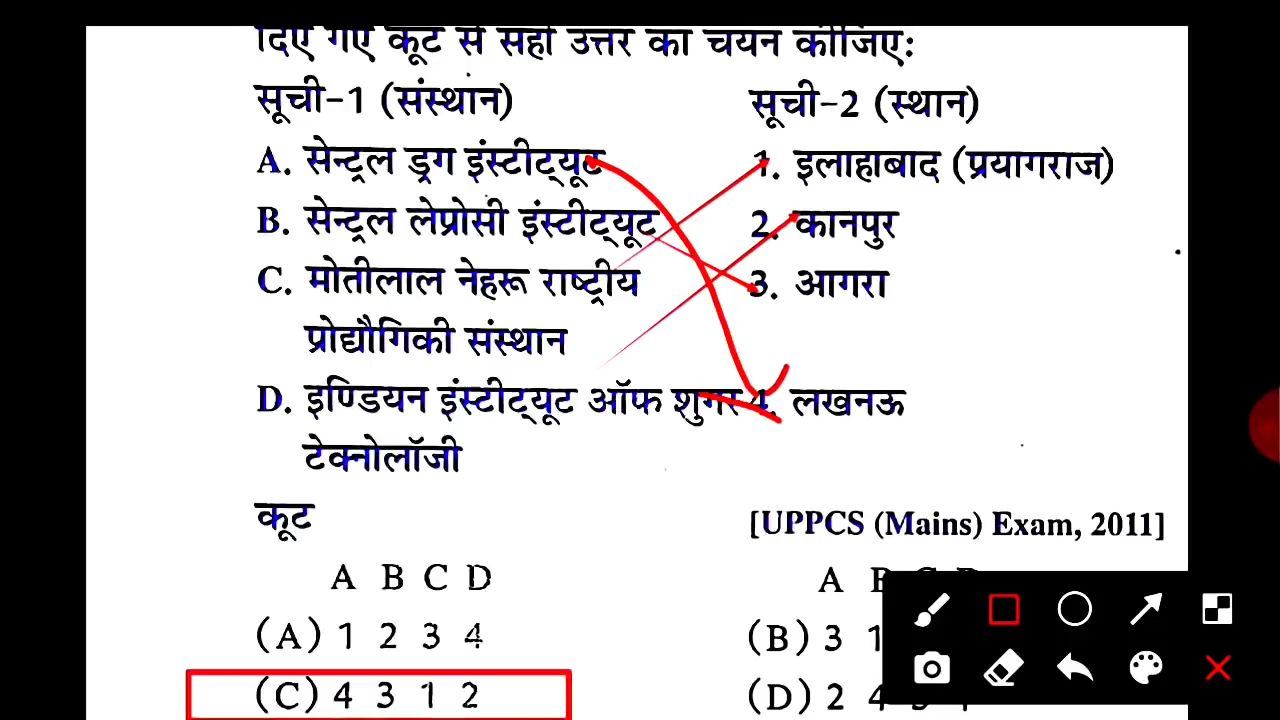 दिए गए कूट से सही उत्तर का चयन कीजिए:
सूची-1 (संस्थान) सूची-2 (स्थान)
A. सेन्ट्रल ड्रग इंस्टीट्यूट 1. इलाहाबाद (प्रयागराज)
B. सेन्ट्रल लेप्रोसी इंस्टीट्यूट 2. कानपुर
C. मोतीलाल नेहरू राष्ट्रीय 3. आगरा
प्रोद्यौगिकी संस्थान
D. इण्डियन इंस्टीट्यूट ऑफ शुगर 4. लखनऊ
टेक्नोलॉजी
कूट [UPPCS (Mains) Exam, 2011]
A B C D A
(A) 1 2 3 4 (B) 3 1
(C) 4 3 1 2 (D) 2 4